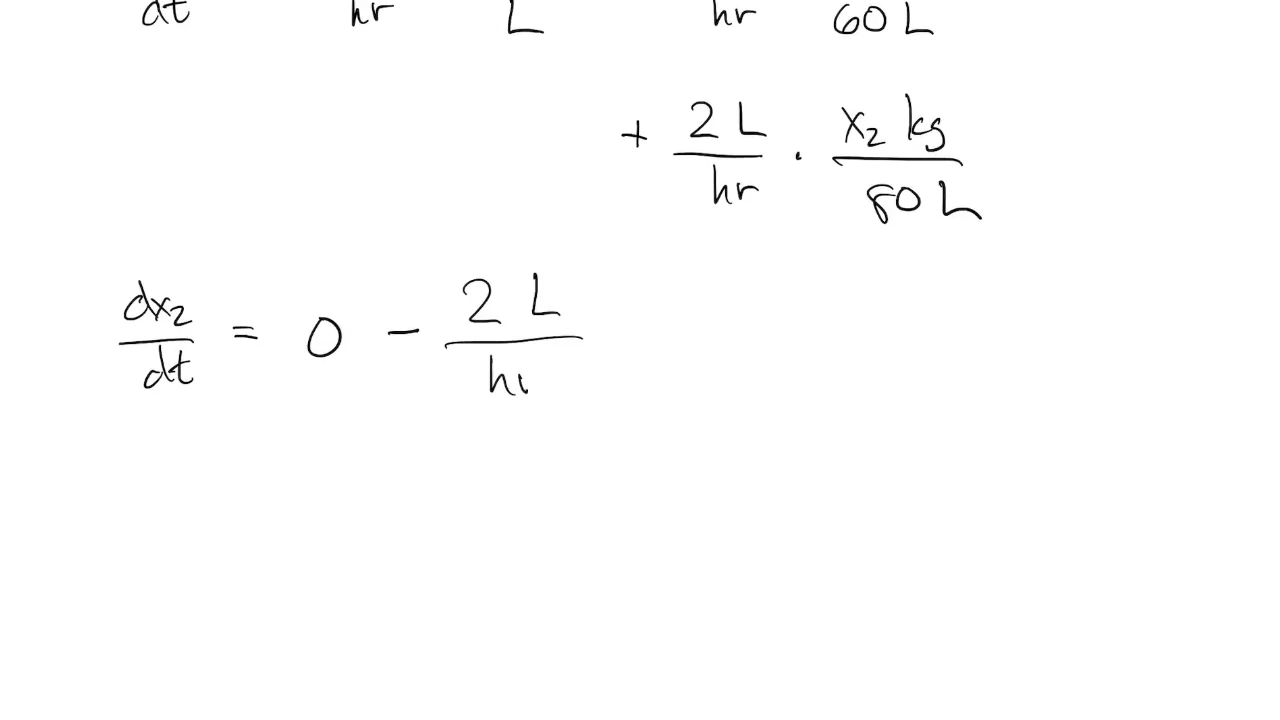 dt hr L hr 60 L
+ 2 L / hr · x₂ kg / 80 L
dx₂ / dt = 0 - 2 L / hr